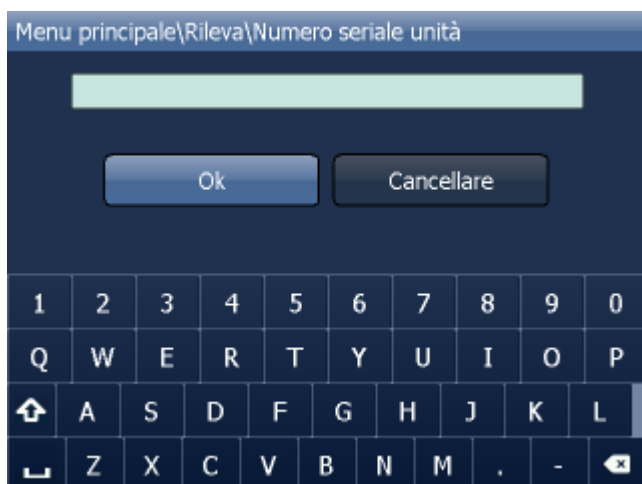 Menu principale\Rileva\Numero seriale unità
Ok Cancellare
1 2 3 4 5 6 7 8 9 0
Q W E R T Y U I O P
A S D F G H J K L
Z X C V B N M . -